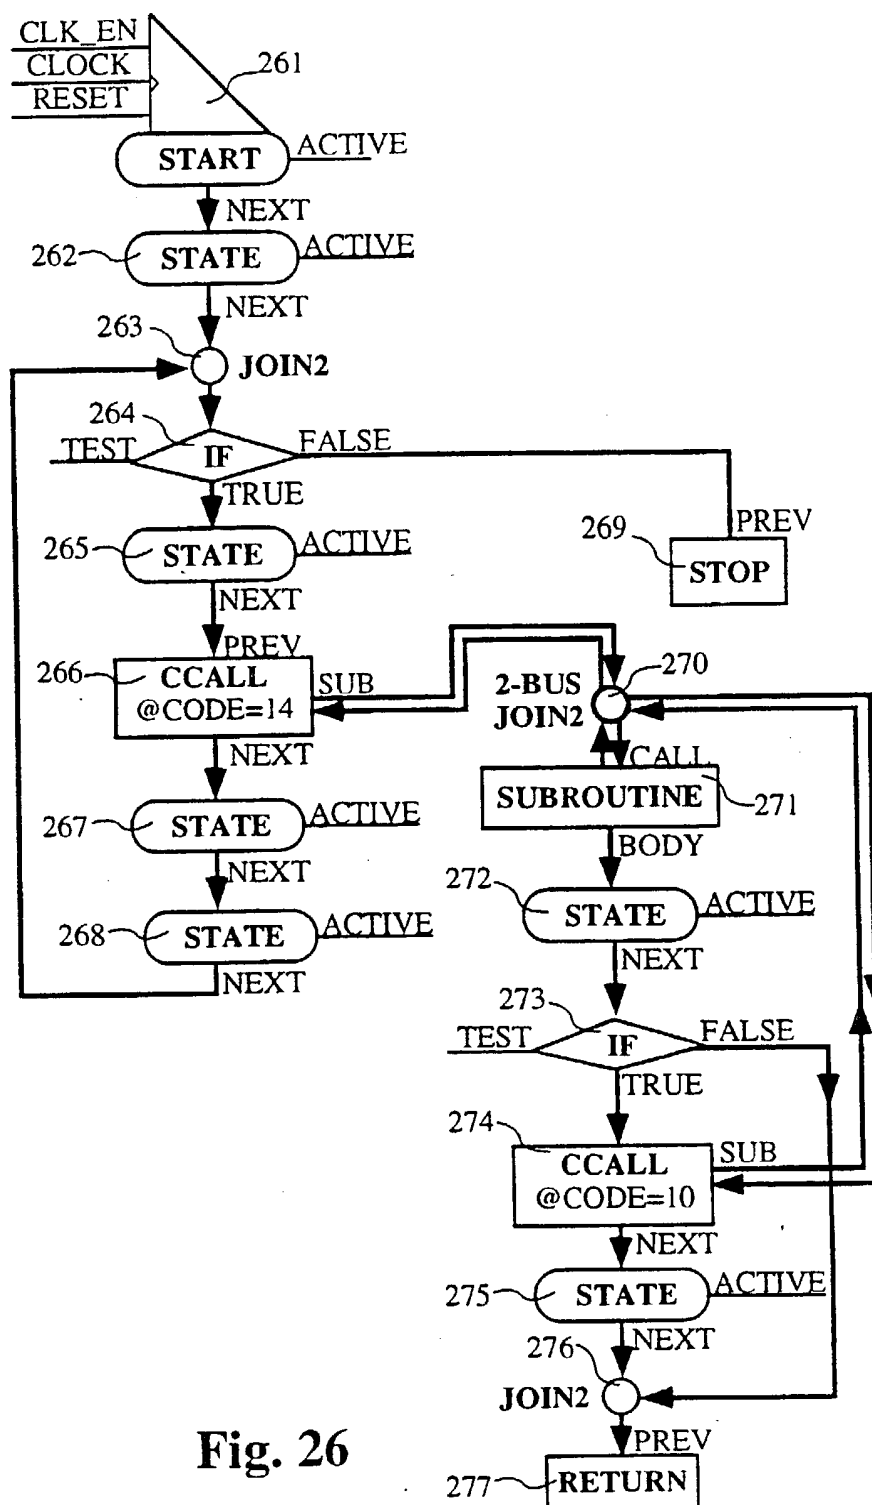 CLK_EN
CLOCK
RESET
261
START
ACTIVE
NEXT
262
STATE
ACTIVE
NEXT
263
JOIN2
264
TEST
IF
FALSE
TRUE
265
STATE
ACTIVE
NEXT
PREV
269
STOP
PREV
266
CCALL
@CODE=14
SUB
NEXT
2-BUS
JOIN2
270
CALL
SUBROUTINE
271
BODY
267
STATE
ACTIVE
NEXT
268
STATE
ACTIVE
NEXT
272
STATE
ACTIVE
NEXT
273
TEST
IF
FALSE
TRUE
274
CCALL
@CODE=10
SUB
NEXT
275
STATE
ACTIVE
NEXT
276
JOIN2
PREV
277
RETURN
Fig. 26